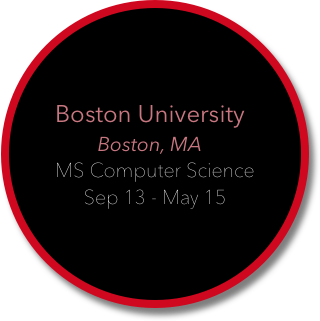 Boston University
Boston, MA
MS Computer Science
Sep 13 - May 15